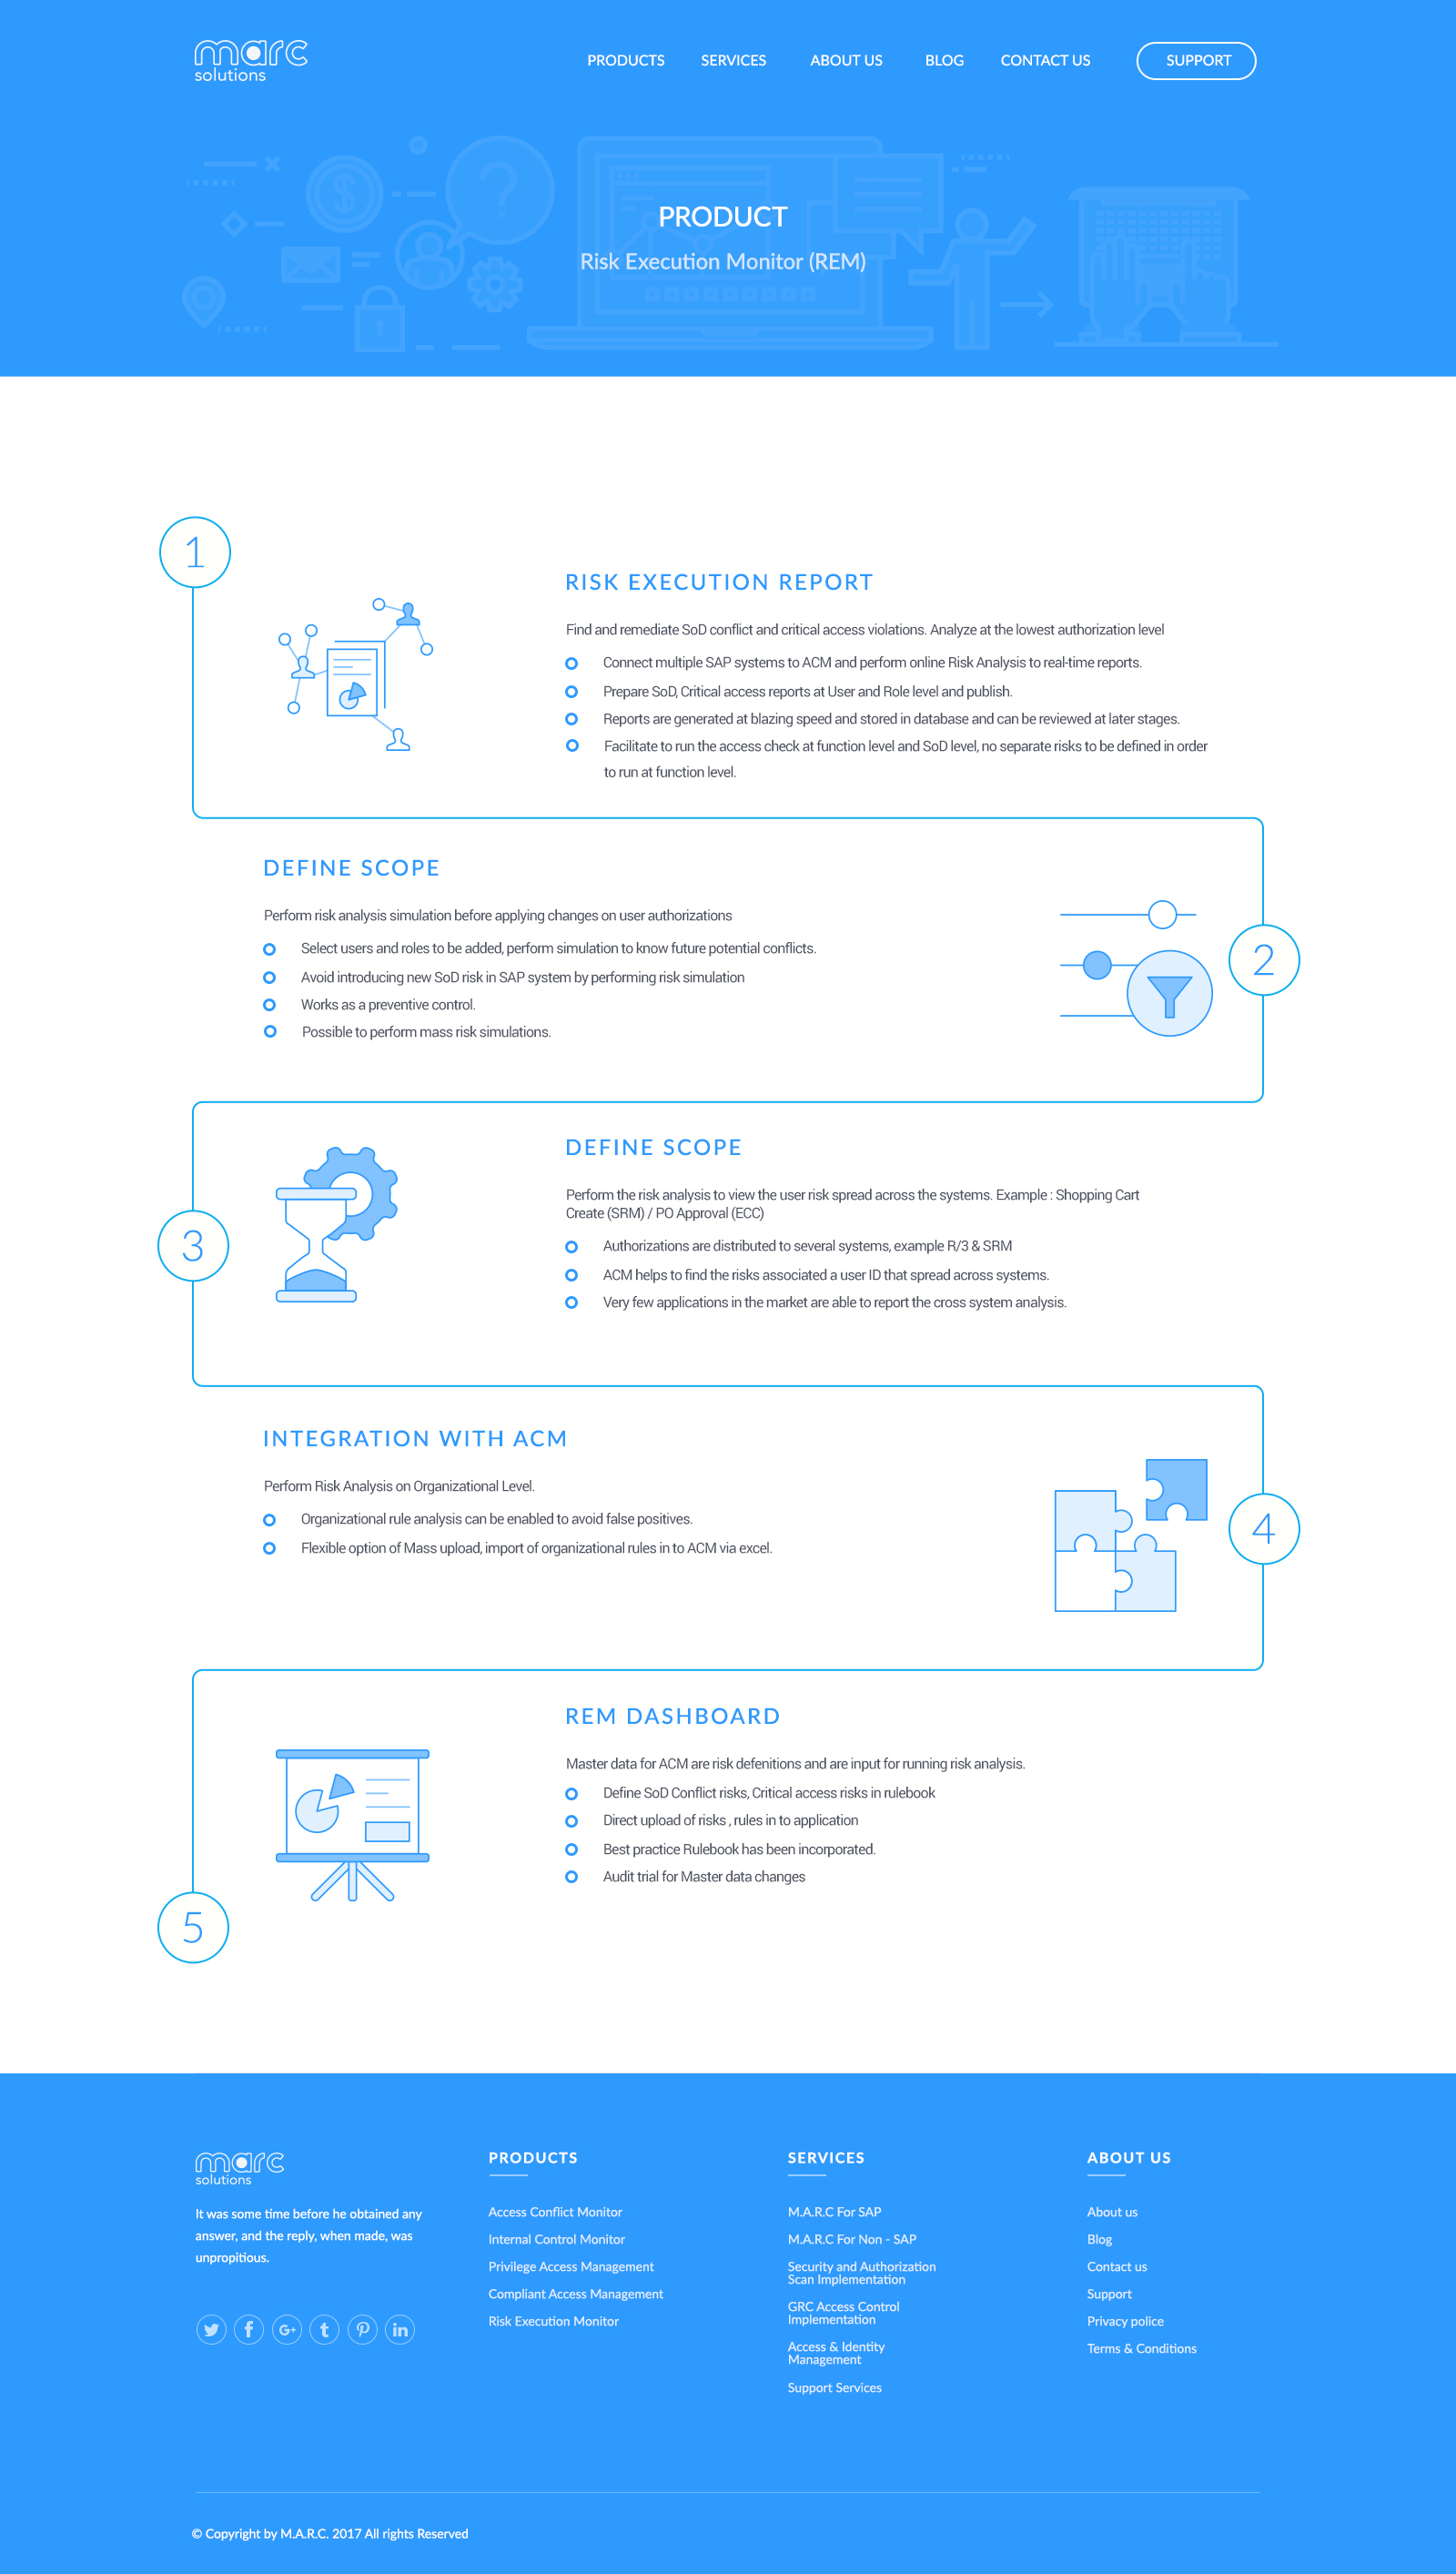 marc
solutions
PRODUCTS SERVICES ABOUT US BLOG CONTACT US SUPPORT
PRODUCT
Risk Execution Monitor (REM)
1
RISK EXECUTION REPORT
Find and remediate SoD conflict and critical access violations. Analyze at the lowest authorization level
Connect multiple SAP systems to ACM and perform online Risk Analysis to real-time reports.
Prepare SoD, Critical access reports at User and Role level and publish.
Reports are generated at blazing speed and stored in database and can be reviewed at later stages.
Facilitate to run the access check at function level and SoD level, no separate risks to be defined in order
to run at function level.
DEFINE SCOPE
Perform risk analysis simulation before applying changes on user authorizations
Select users and roles to be added, perform simulation to know future potential conflicts.
Avoid introducing new SoD risk in SAP system by performing risk simulation
Works as a preventive control.
Possible to perform mass risk simulations.
2
DEFINE SCOPE
Perform the risk analysis to view the user risk spread across the systems. Example : Shopping Cart
Create (SRM) / PO Approval (ECC)
Authorizations are distributed to several systems, example R/3 & SRM
ACM helps to find the risks associated a user ID that spread across systems.
Very few applications in the market are able to report the cross system analysis.
3
INTEGRATION WITH ACM
Perform Risk Analysis on Organizational Level.
Organizational rule analysis can be enabled to avoid false positives.
Flexible option of Mass upload, import of organizational rules in to ACM via excel.
4
REM DASHBOARD
Master data for ACM are risk defenitions and are input for running risk analysis.
Define SoD Conflict risks, Critical access risks in rulebook
Direct upload of risks , rules in to application
Best practice Rulebook has been incorporated.
Audit trial for Master data changes
5
marc
solutions
It was some time before he obtained any
answer, and the reply, when made, was
unpropitious.
PRODUCTS
Access Conflict Monitor
Internal Control Monitor
Privilege Access Management
Compliant Access Management
Risk Execution Monitor
SERVICES
M.A.R.C For SAP
M.A.R.C For Non - SAP
Security and Authorization
Scan Implementation
GRC Access Control
Implementation
Access & Identity
Management
Support Services
ABOUT US
About us
Blog
Contact us
Support
Privacy police
Terms & Conditions
© Copyright by M.A.R.C. 2017 All rights Reserved